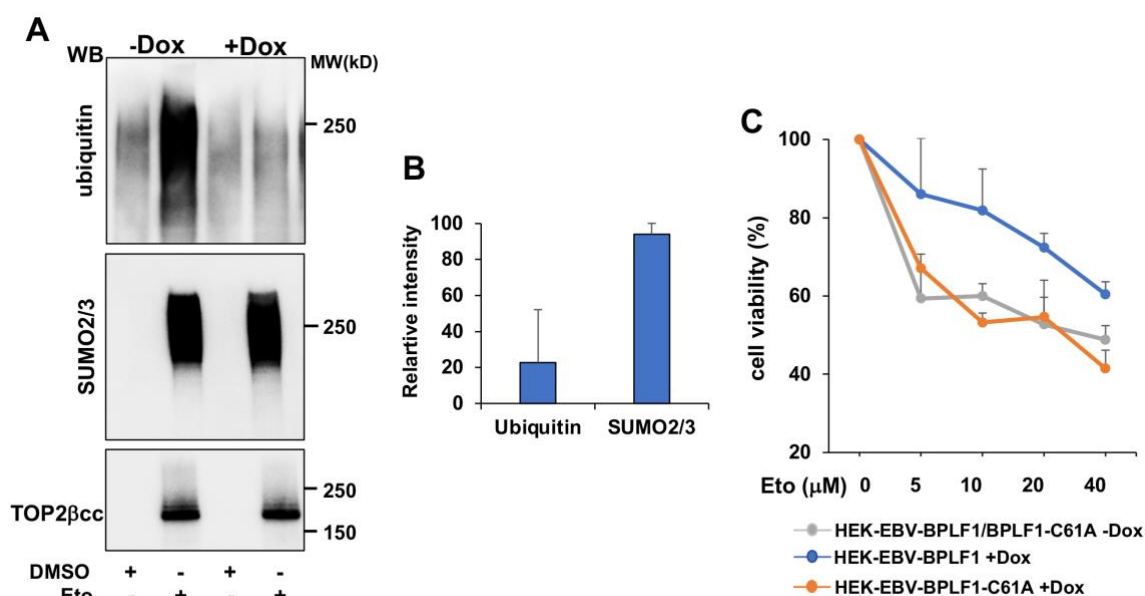 A
WB -Dox +Dox MW(kD)
ubiquitin
250
SUMO2/3
250
TOP2βcc
250
150
DMSO + - + -
Eto - + - +
B
Relartive intensity
100
80
60
40
20
0
Ubiquitin SUMO2/3
C
cell viability (%)
100
80
60
40
20
Eto (μM) 0 5 10 20 40
HEK-EBV-BPLF1/BPLF1-C61A -Dox
HEK-EBV-BPLF1 +Dox
HEK-EBV-BPLF1-C61A +Dox